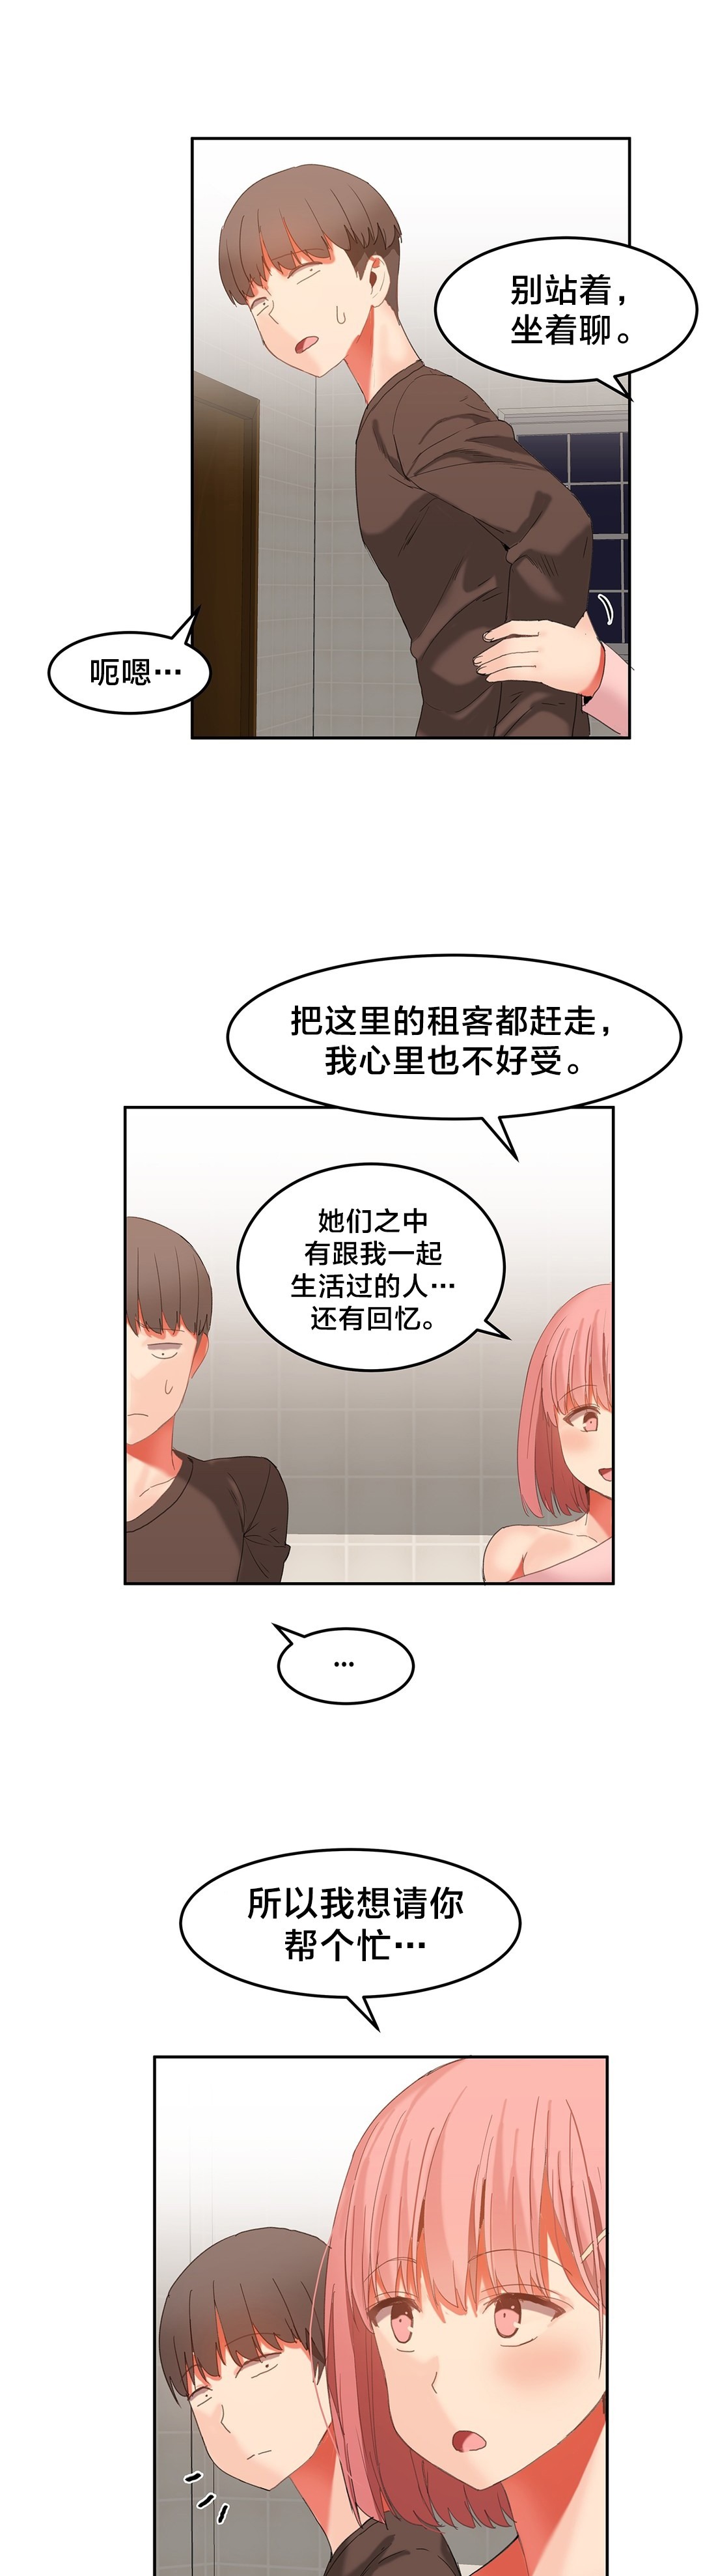 别站着，
坐着聊。
呃嗯…
把这里的租客都赶走，
我心里也不好受。
她们之中
有跟我一起
生活过的人…
还有回忆。
…
所以我想请你
帮个忙…